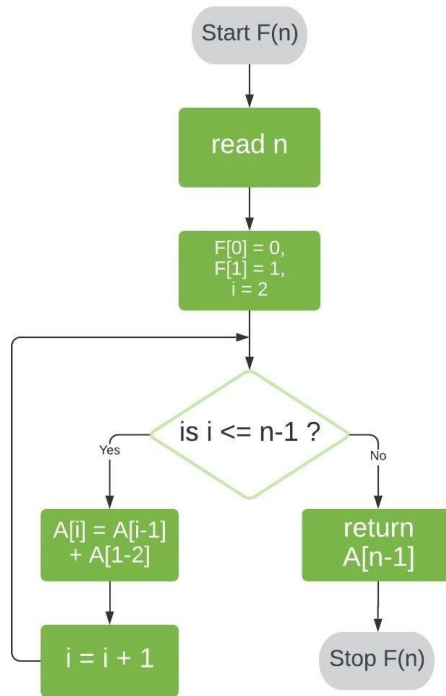 Start F(n)
read n
F[0] = 0,
F[1] = 1,
i = 2
is i <= n-1 ?
Yes
No
A[i] = A[i-1]
+ A[1-2]
return
A[n-1]
i = i + 1
Stop F(n)